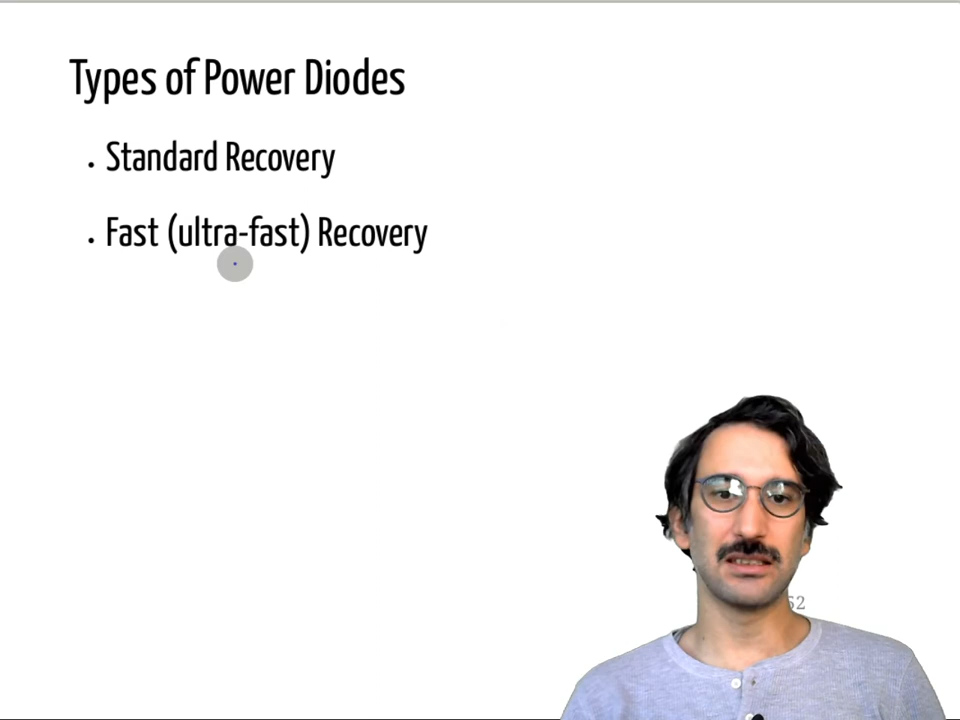 Types of Power Diodes
• Standard Recovery
• Fast (ultra-fast) Recovery